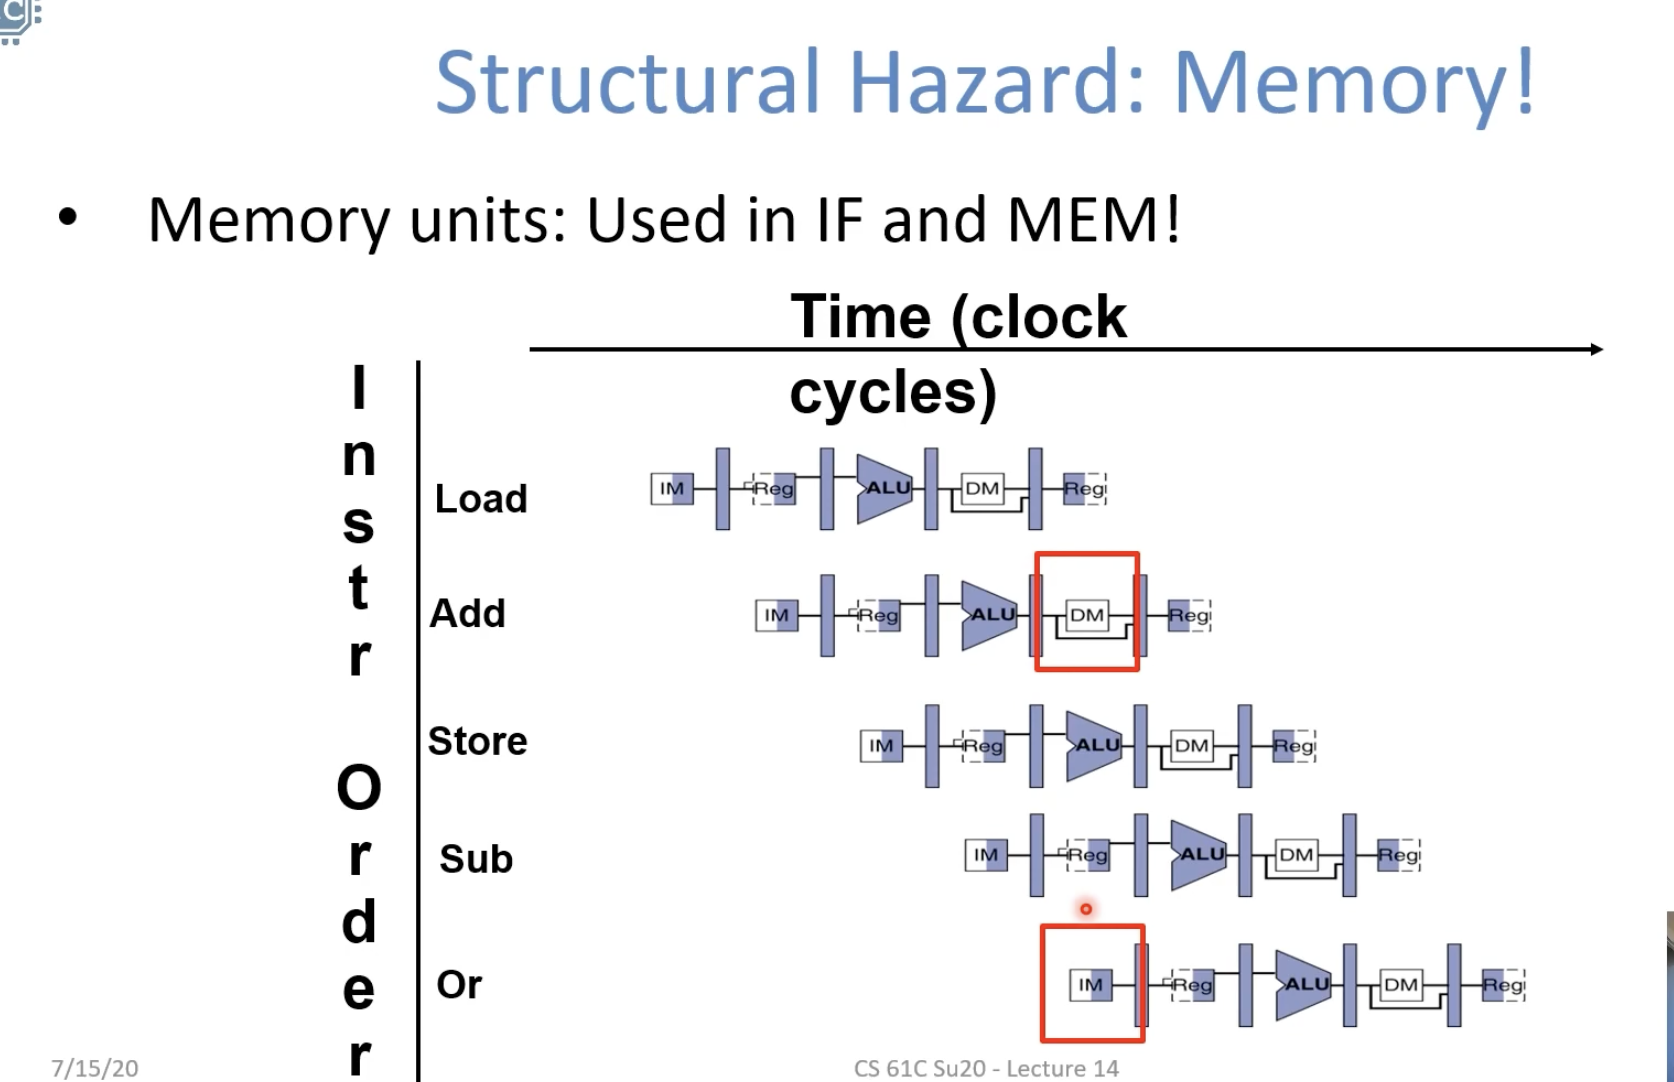 C
Structural Hazard: Memory!
• Memory units: Used in IF and MEM!
Time (clock
cycles)
I
n
s
t
r
O
r
d
e
r
Load
IM Reg ALU DM Reg
Add
IM Reg ALU DM Reg
Store
IM Reg ALU DM Reg
Sub
IM Reg ALU DM Reg
Or
IM Reg ALU DM Reg
7/15/20
CS 61C Su20 - Lecture 14